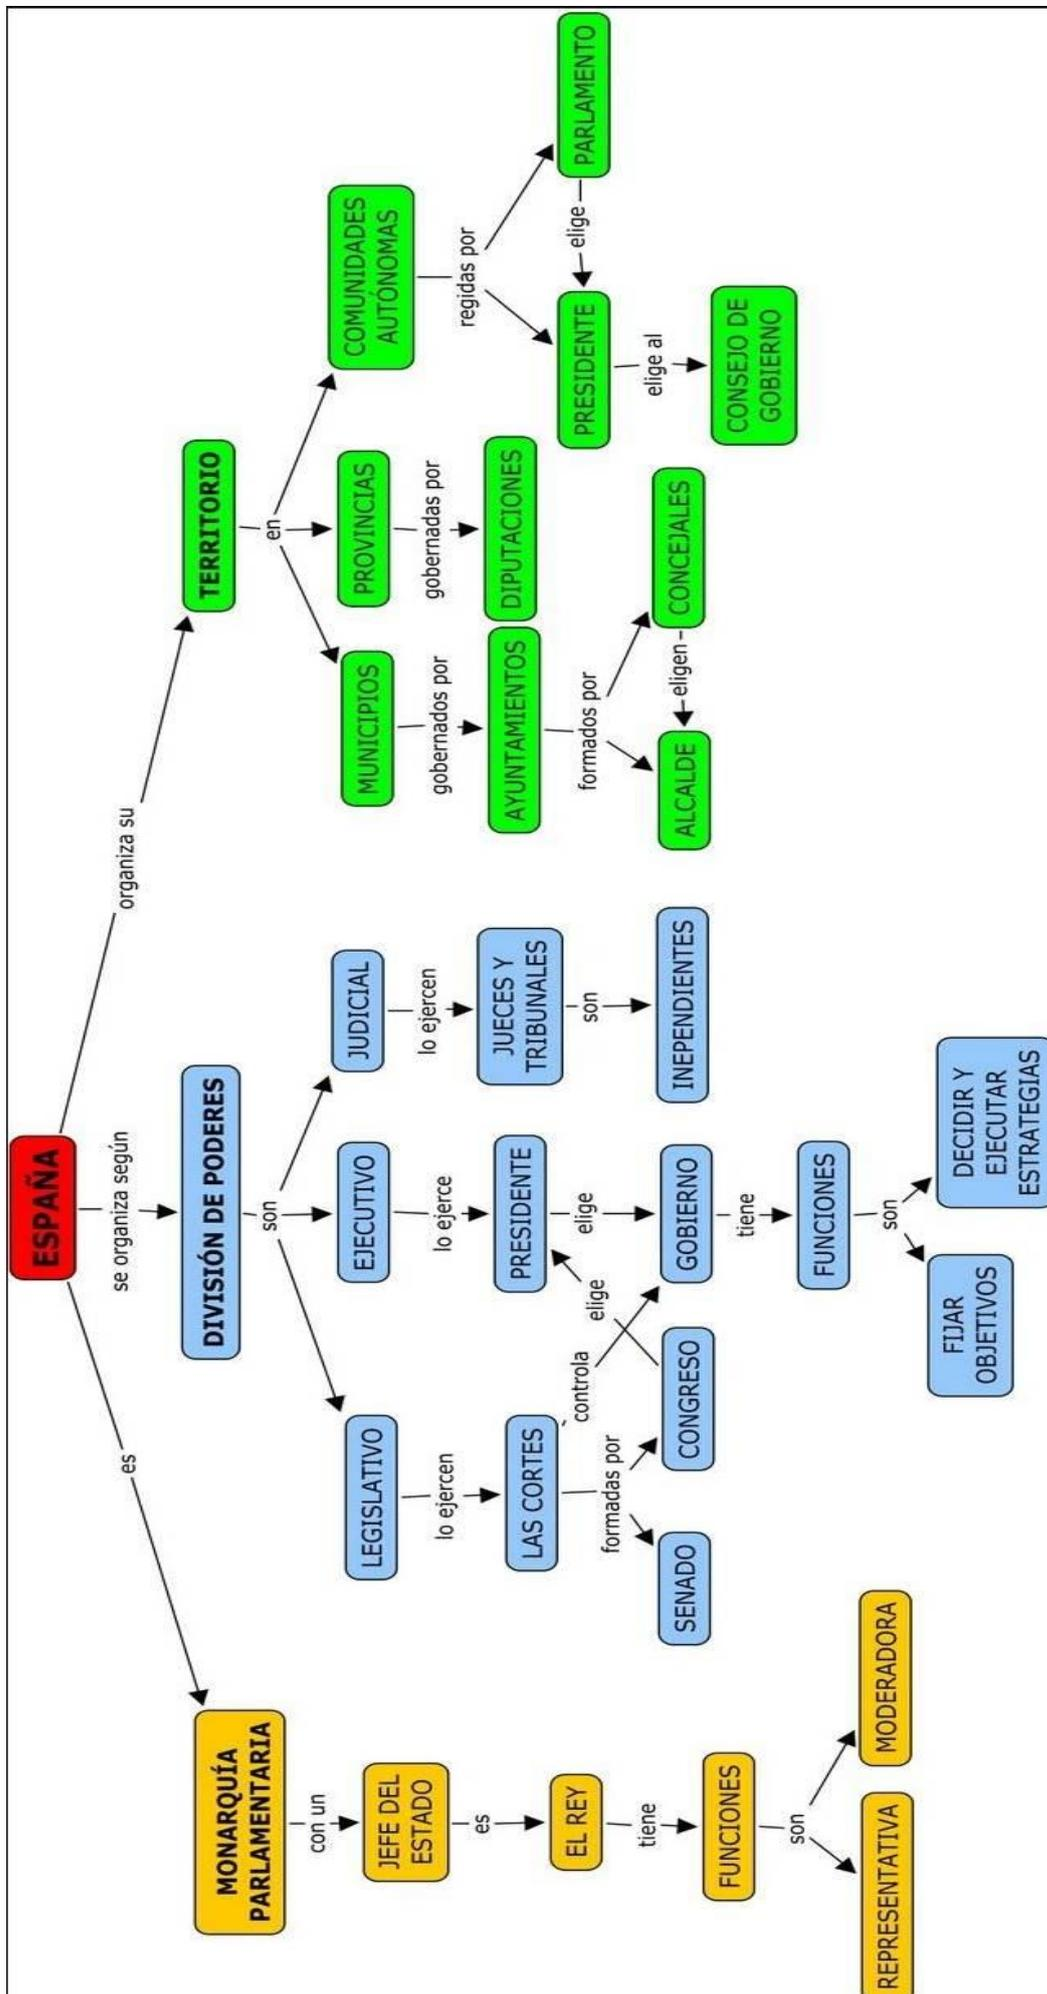 ESPAÑA
es
se organiza según
organiza su
MONARQUÍA
PARLAMENTARIA
con un
JEFE DEL
ESTADO
es
EL REY
tiene
FUNCIONES
son
REPRESENTATIVA
MODERADORA
DIVISIÓN DE PODERES
son
LEGISLATIVO
lo ejercen
LAS CORTES
formadas por
SENADO
CONGRESO
controla
elige
EJECUTIVO
lo ejerce
PRESIDENTE
elige
GOBIERNO
tiene
FUNCIONES
son
FIJAR
OBJETIVOS
DECIDIR Y
EJECUTAR
ESTRATEGIAS
JUDICIAL
lo ejercen
JUECES Y
TRIBUNALES
son
INEPENDIENTES
TERRITORIO
en
MUNICIPIOS
gobernados por
AYUNTAMIENTOS
formados por
ALCALDE
eligen
CONCEJALES
PROVINCIAS
gobernadas por
DIPUTACIONES
COMUNIDADES
AUTÓNOMAS
regidas por
PRESIDENTE
elige
PARLAMENTO
elige al
CONSEJO DE
GOBIERNO